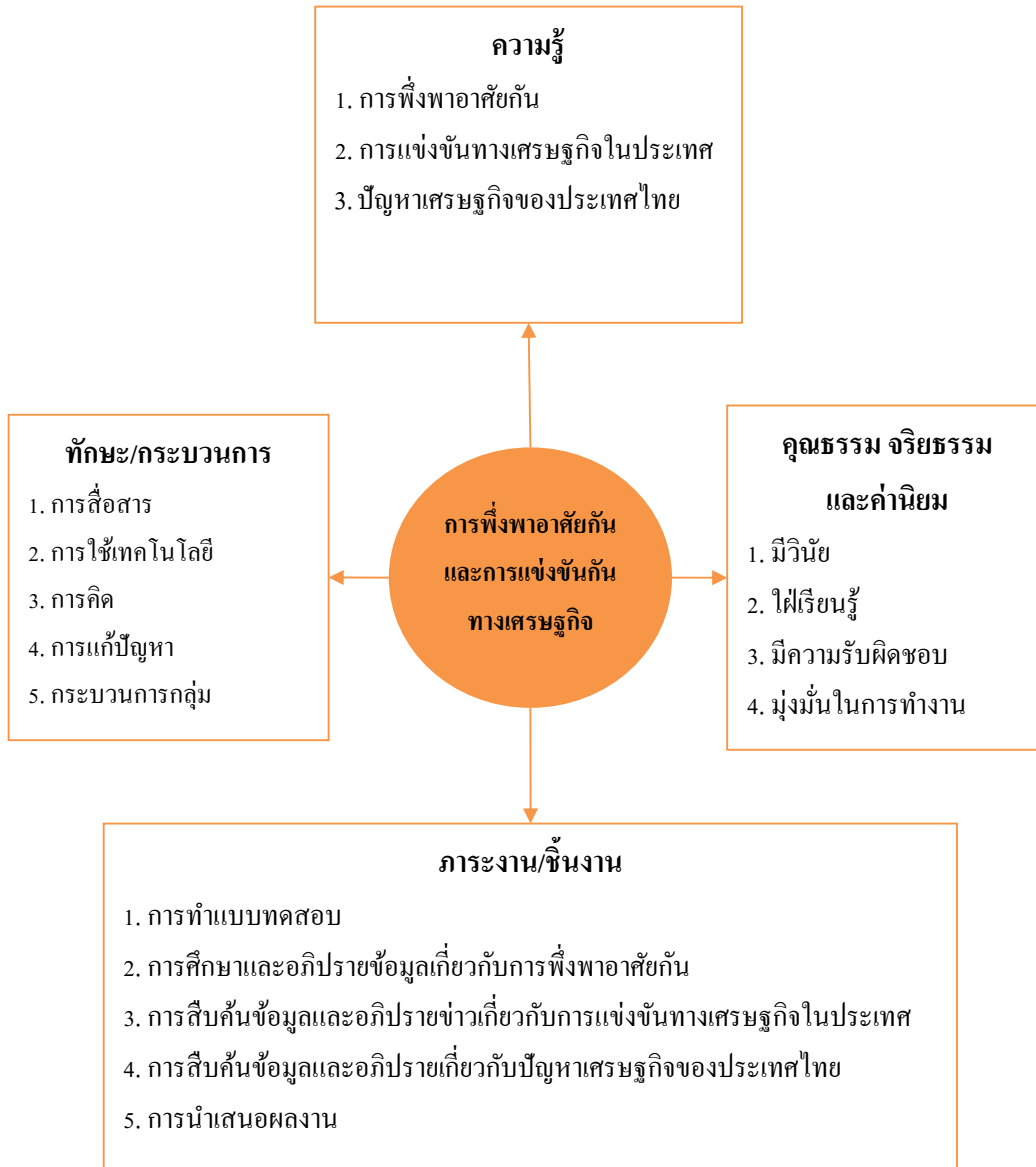 ความรู้
1. การพึ่งพาอาศัยกัน
2. การแข่งขันทางเศรษฐกิจในประเทศ
3. ปัญหาเศรษฐกิจของประเทศไทย
ทักษะ/กระบวนการ
1. การสื่อสาร
2. การใช้เทคโนโลยี
3. การคิด
4. การแก้ปัญหา
5. กระบวนการกลุ่ม
การพึ่งพาอาศัยกัน
และการแข่งขันกัน
ทางเศรษฐกิจ
คุณธรรม จริยธรรม
และค่านิยม
1. มีวินัย
2. ใฝ่เรียนรู้
3. มีความรับผิดชอบ
4. มุ่งมั่นในการทำงาน
ภาระงาน/ชิ้นงาน
1. การทำแบบทดสอบ
2. การศึกษาและอภิปรายข้อมูลเกี่ยวกับการพึ่งพาอาศัยกัน
3. การสืบค้นข้อมูลและอภิปรายข่าวเกี่ยวกับการแข่งขันทางเศรษฐกิจในประเทศ
4. การสืบค้นข้อมูลและอภิปรายเกี่ยวกับปัญหาเศรษฐกิจของประเทศไทย
5. การนำเสนอผลงาน